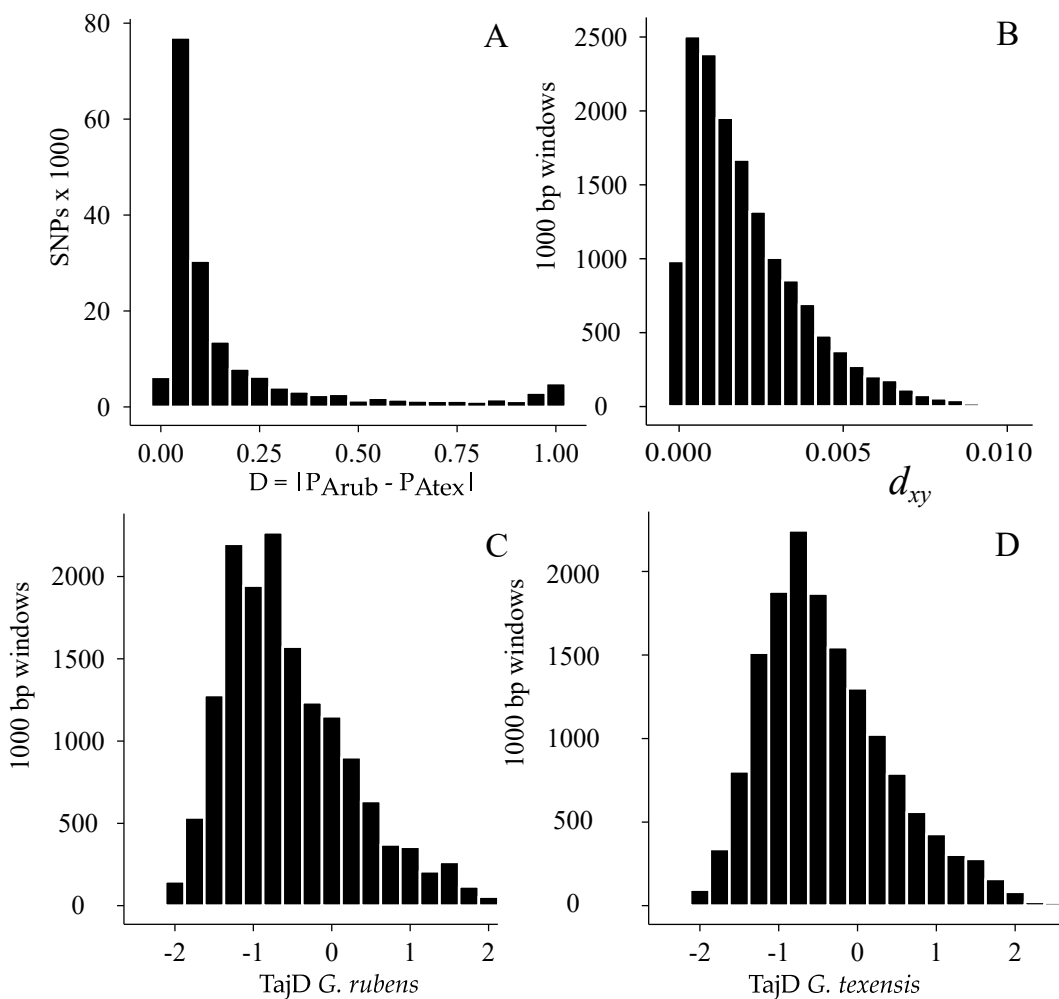 A
80
60
40
20
0
SNPs x 1000
0.00 0.25 0.50 0.75 1.00
D = |PArub - PAtex|
B
2500
2000
1500
1000
500
0
1000 bp windows
0.000 0.005 0.010
dxy
C
2000
1500
1000
500
0
1000 bp windows
-2 -1 0 1 2
TajD G. rubens
D
2000
1500
1000
500
0
1000 bp windows
-2 -1 0 1 2
TajD G. texensis